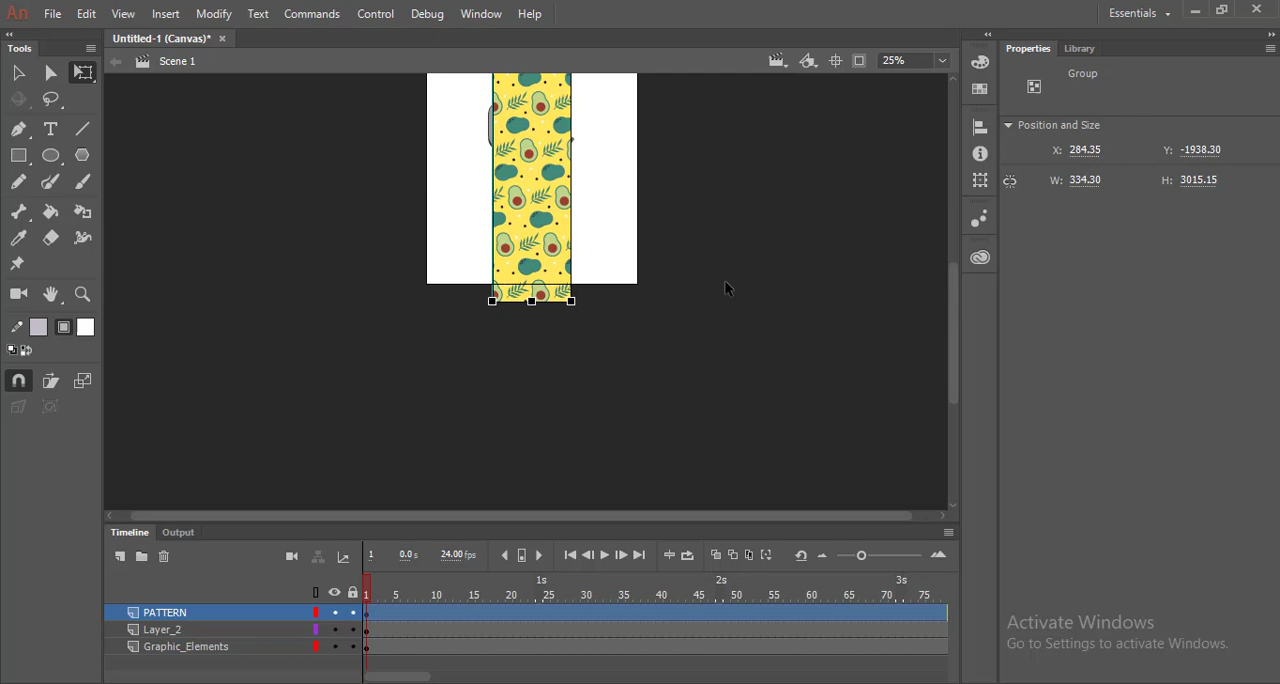 An File Edit View Insert Modify Text Commands Control Debug Window Help Essentials
Tools Untitled-1 (Canvas)* × Properties Library
Scene 1 25%
Group
Position and Size
X: 284.35 Y: -1938.30
W: 334.30 H: 3015.15
Timeline Output
1 0.0 s 24.00 fps
1s 2s 3s
1 5 10 15 20 25 30 35 40 45 50 55 60 65 70 75
PATTERN
Layer_2
Graphic_Elements
Activate Windows
Go to Settings to activate Windows.